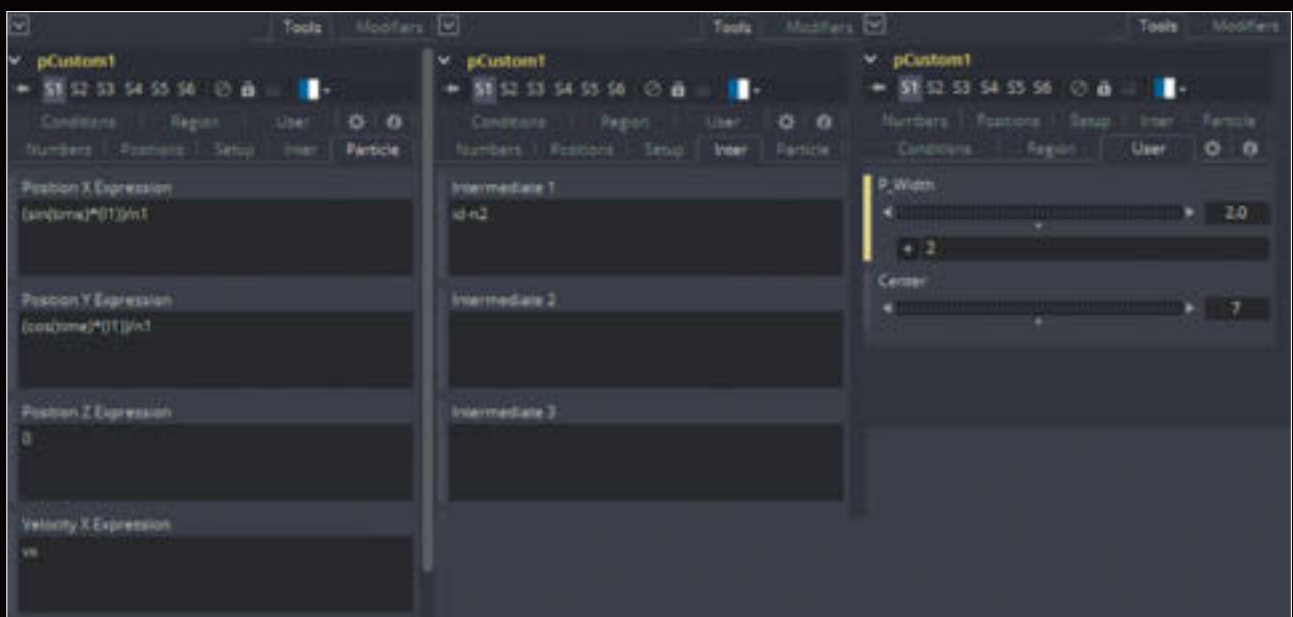 Tools Modifiers
pCustom1
S1 S2 S3 S4 S5 S6
Conditions Region User
Numbers Positions Setup Inter Particle
Position X Expression
(sin(time)*(I1))/n1
Position Y Expression
(cos(time)*(I1))/n1
Position Z Expression
0
Velocity X Expression
vx
Tools Modifiers
pCustom1
S1 S2 S3 S4 S5 S6
Conditions Region User
Numbers Positions Setup Inter Particle
Intermediate 1
id-n2
Intermediate 2
Intermediate 3
Tools Modifiers
pCustom1
S1 S2 S3 S4 S5 S6
Numbers Positions Setup Inter Particle
Conditions Region User
P_Width
2.0
+ 2
Center
7